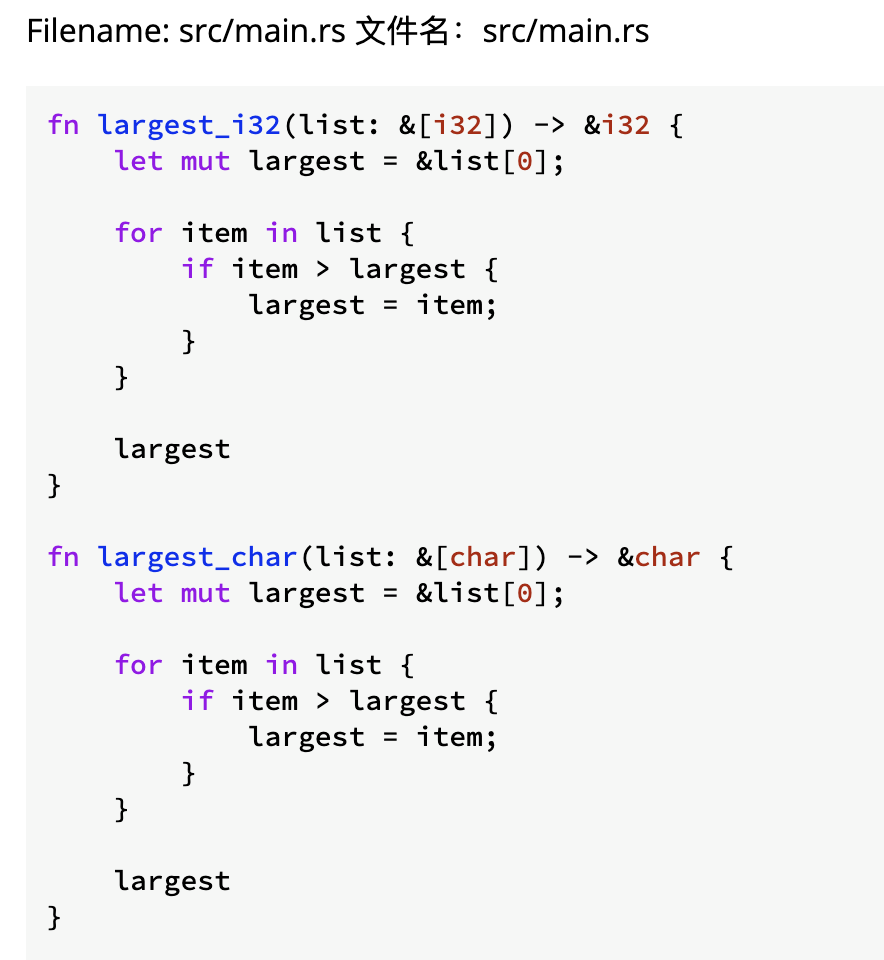 Filename: src/main.rs 文件名：src/main.rs
fn largest_i32(list: &[i32]) -> &i32 {
    let mut largest = &list[0];

    for item in list {
        if item > largest {
            largest = item;
        }
    }

    largest
}

fn largest_char(list: &[char]) -> &char {
    let mut largest = &list[0];

    for item in list {
        if item > largest {
            largest = item;
        }
    }

    largest
}